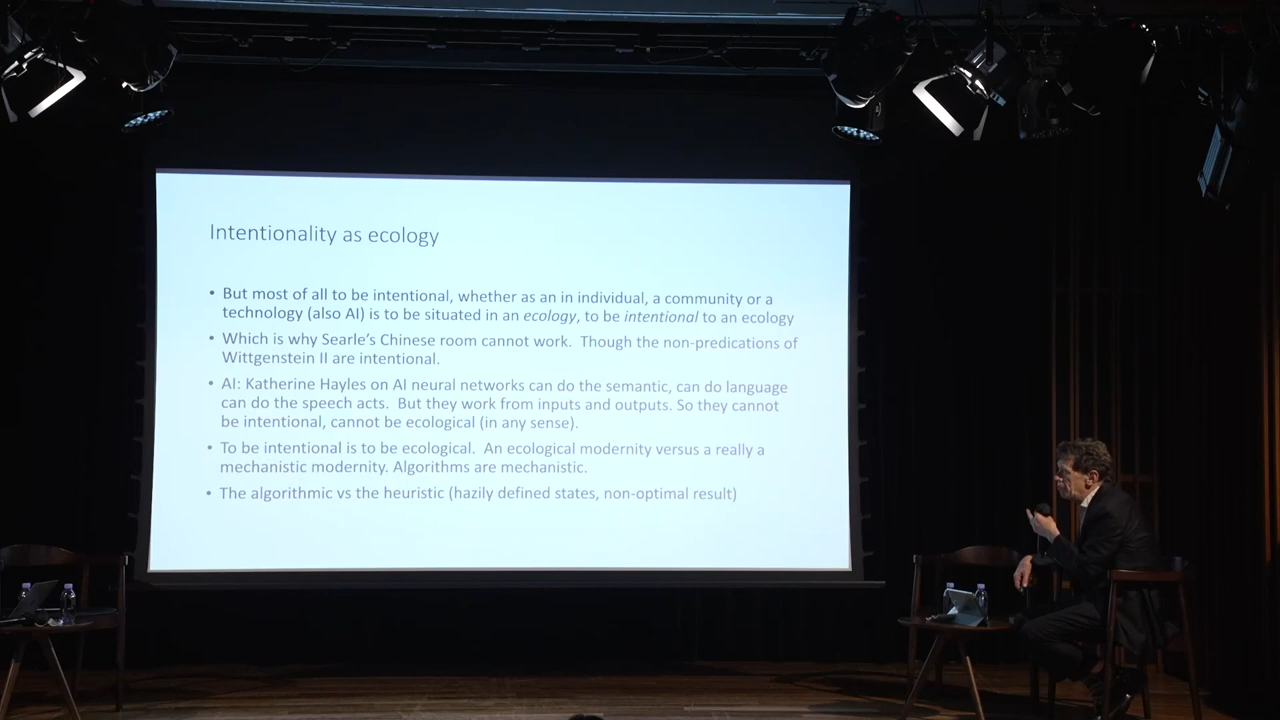 Intentionality as ecology
• But most of all to be intentional, whether as an in individual, a community or a
technology (also AI) is to be situated in an ecology, to be intentional to an ecology
• Which is why Searle's Chinese room cannot work.  Though the non-predications of
Wittgenstein II are intentional.
• AI: Katherine Hayles on AI neural networks can do the semantic, can do language
can do the speech acts.  But they work from inputs and outputs. So they cannot
be intentional, cannot be ecological (in any sense).
• To be intentional is to be ecological.  An ecological modernity versus a really a
mechanistic modernity. Algorithms are mechanistic.
• The algorithmic vs the heuristic (hazily defined states, non-optimal result)